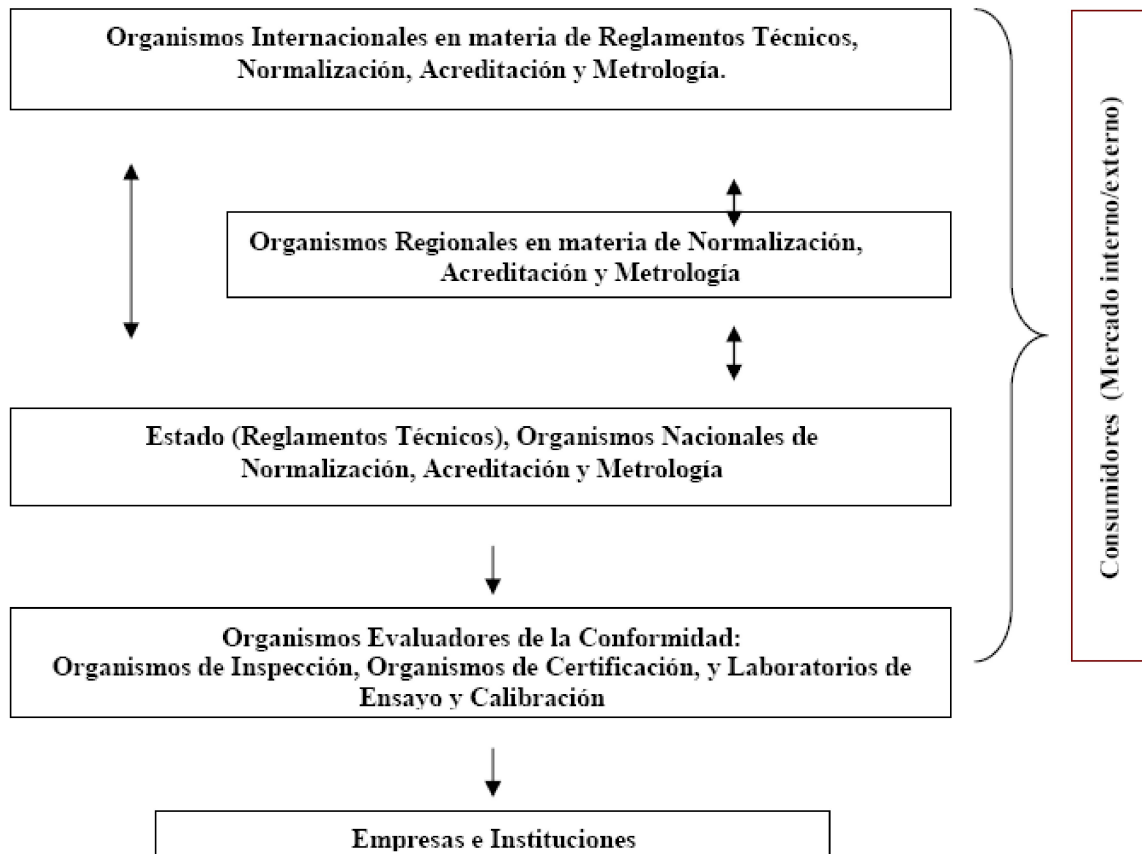 Organismos Internacionales en materia de Reglamentos Técnicos,
Normalización, Acreditación y Metrología.
Organismos Regionales en materia de Normalización,
Acreditación y Metrología
Estado (Reglamentos Técnicos), Organismos Nacionales de
Normalización, Acreditación y Metrología
Organismos Evaluadores de la Conformidad:
Organismos de Inspección, Organismos de Certificación, y Laboratorios de
Ensayo y Calibración
Empresas e Instituciones
Consumidores (Mercado interno/externo)